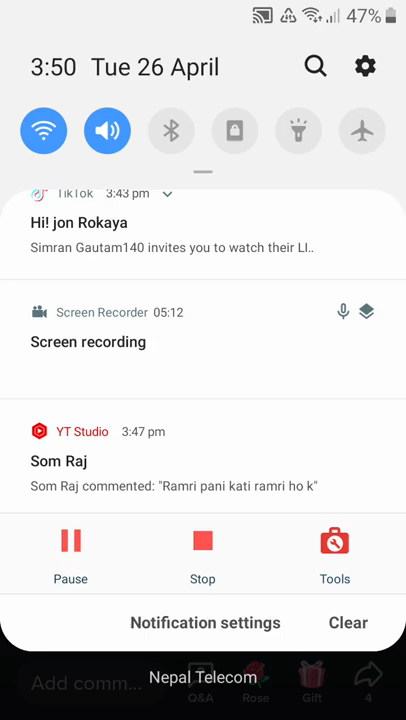 47%
3:50 Tue 26 April
TikTok 3:43 pm
Hi! jon Rokaya
Simran Gautam140 invites you to watch their LI..
Screen Recorder 05:12
Screen recording
YT Studio 3:47 pm
Som Raj
Som Raj commented: "Ramri pani kati ramri ho k"
Pause Stop Tools
Notification settings Clear
Nepal Telecom
Add comm...
Q&A Rose Gift 4